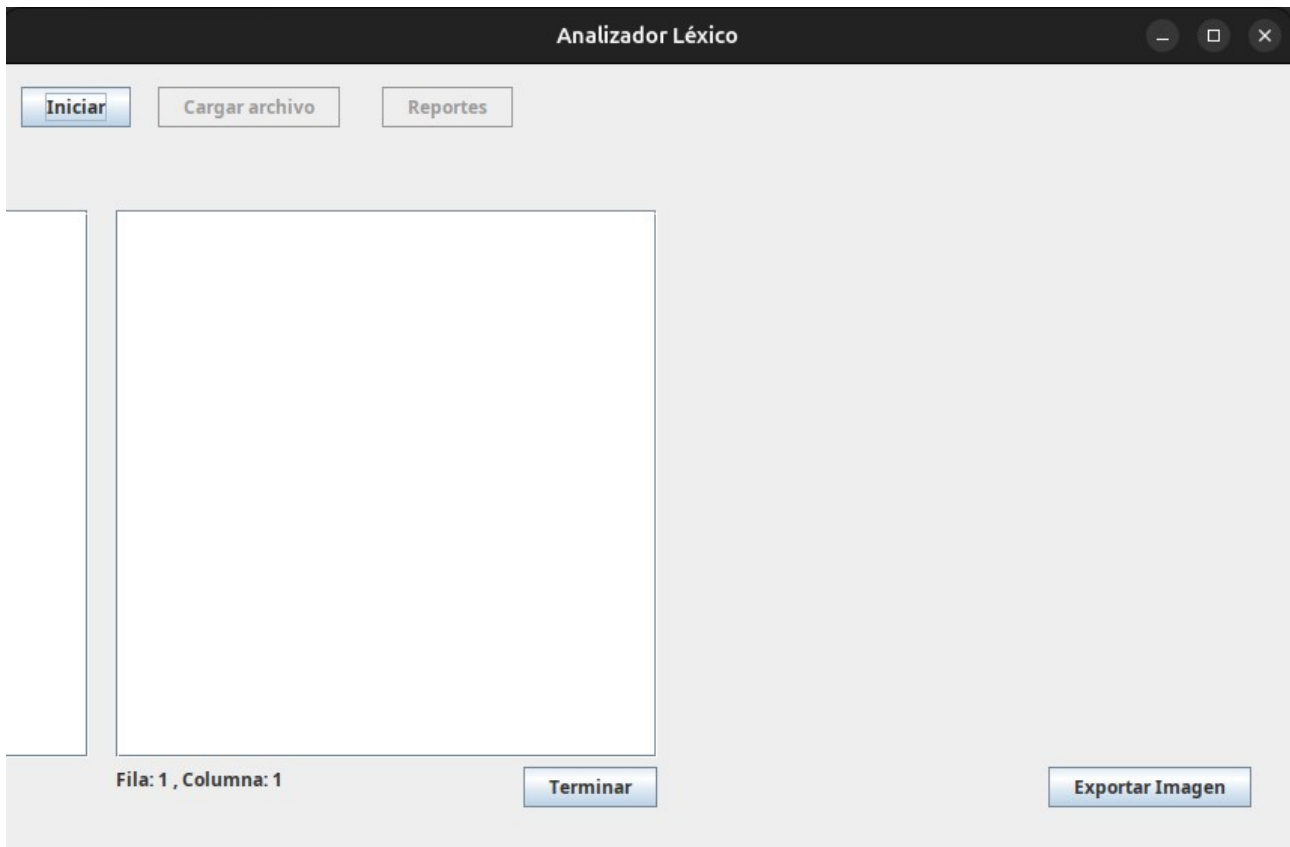 Analizador Léxico
Iniciar Cargar archivo Reportes
Fila: 1 , Columna: 1 Terminar Exportar Imagen